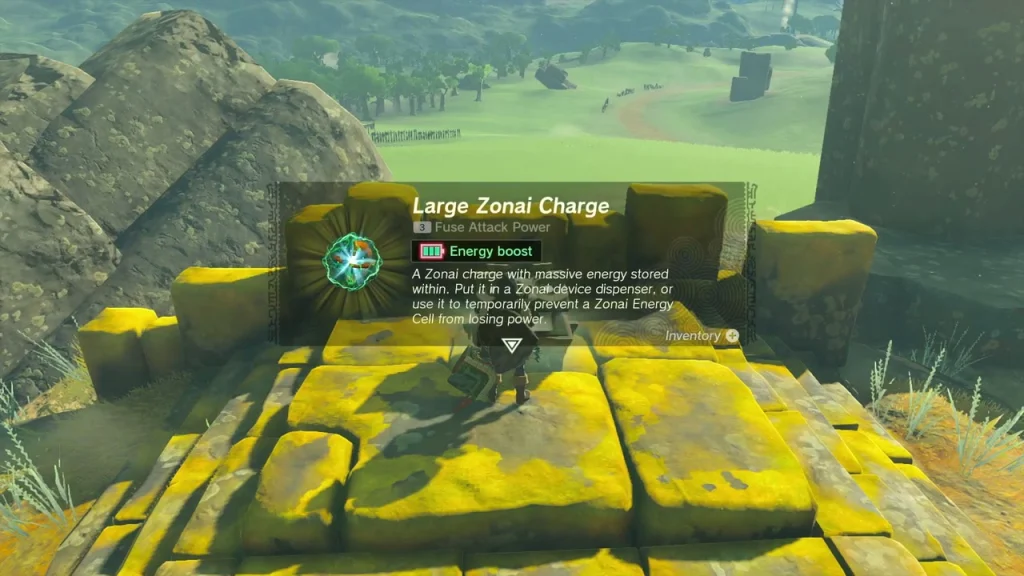 Large Zonai Charge
3 Fuse Attack Power
Energy boost
A Zonai charge with massive energy stored
within. Put it in a Zonai device dispenser, or
use it to temporarily prevent a Zonai Energy
Cell from losing power.
Inventory